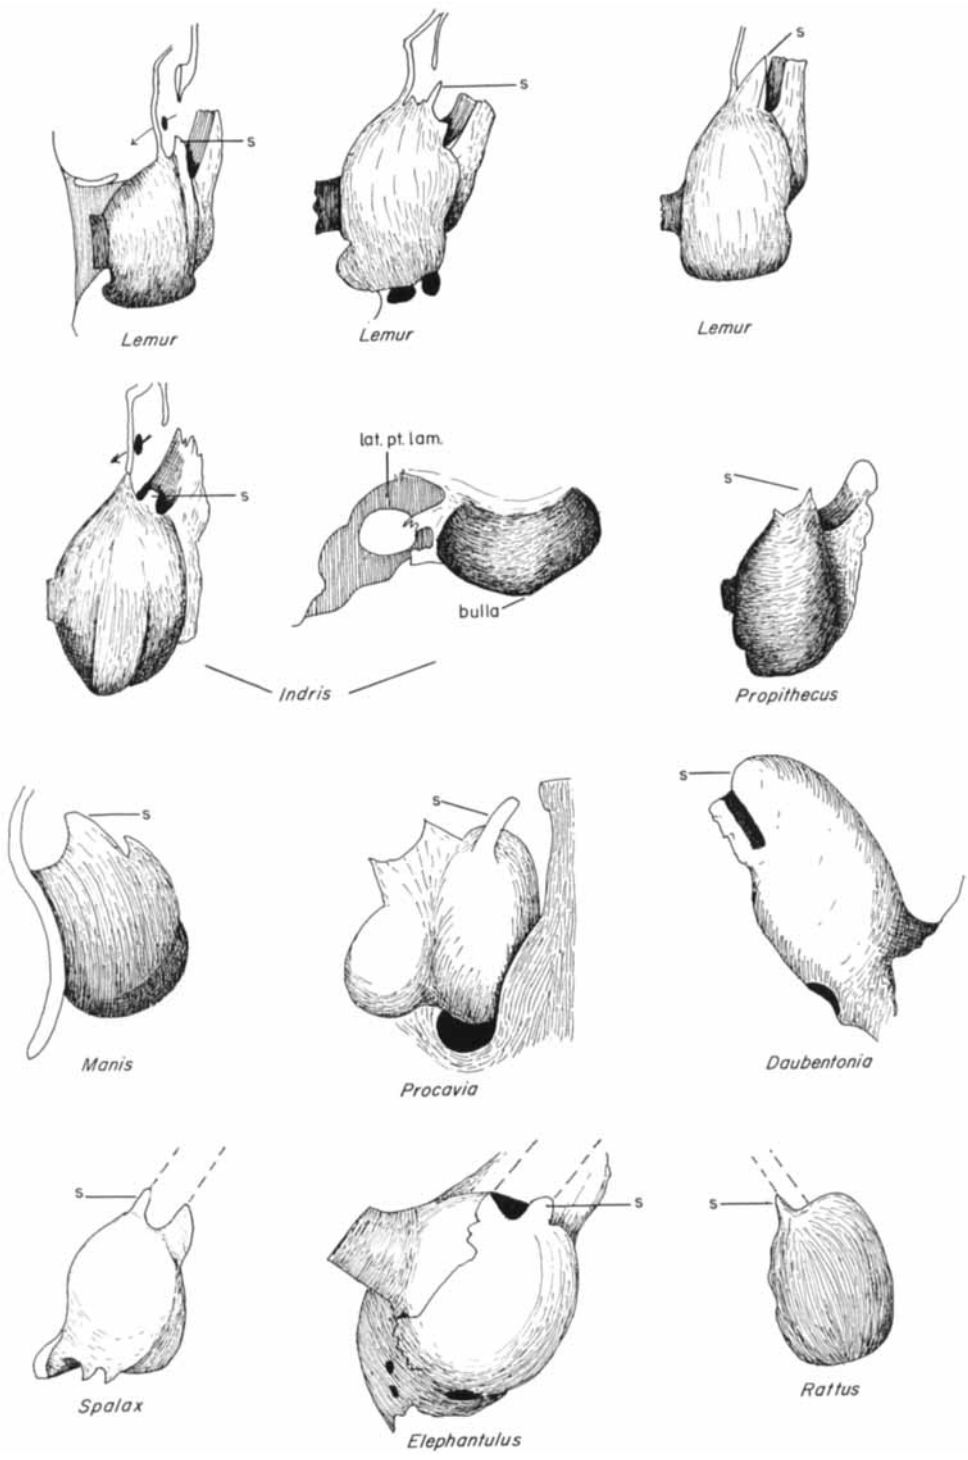 s
s
s
Lemur
Lemur
Lemur
lat. pt. lam.
s
s
bulla
Indris
Propithecus
s
s
s
Manis
Procavia
Daubentonia
s
s
s
Spalax
Elephantulus
Rattus